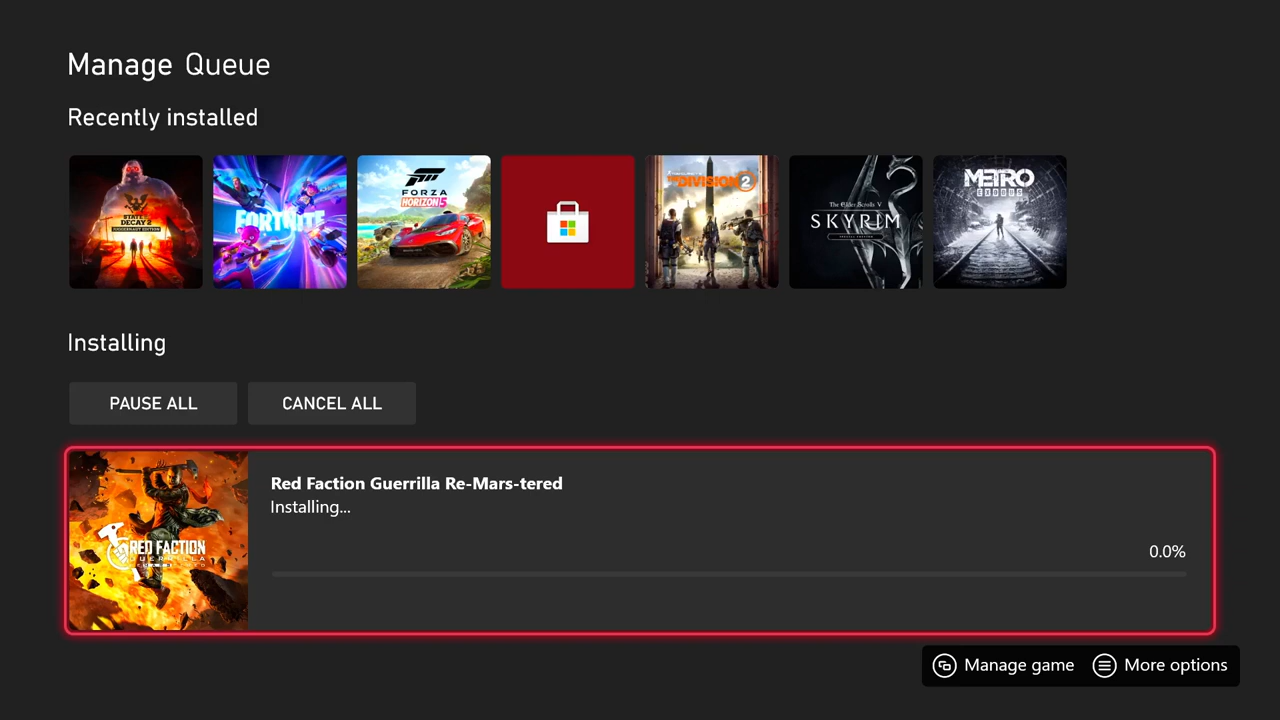 Manage Queue
Recently installed
STATE OF
DECAY 2
JUGGERNAUT EDITION
FORTNITE
FORZA
HORIZON 5
THE DIVISION 2
The Elder Scrolls V
SKYRIM
SPECIAL EDITION
METRO
EXODUS
Installing
PAUSE ALL
CANCEL ALL
RED FACTION
GUERRILLA
Red Faction Guerrilla Re-Mars-tered
Installing...
0.0%
Manage game
More options